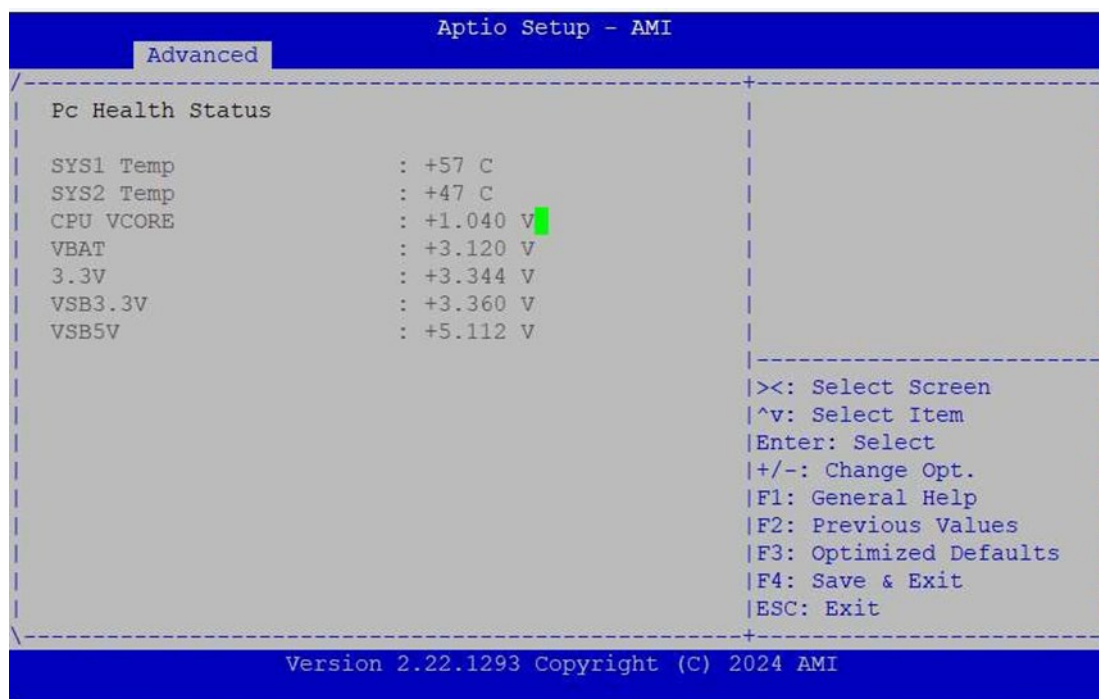 Aptio Setup - AMI
Advanced
Pc Health Status
SYS1 Temp : +57 C
SYS2 Temp : +47 C
CPU VCORE : +1.040 V
VBAT : +3.120 V
3.3V : +3.344 V
VSB3.3V : +3.360 V
VSB5V : +5.112 V
><: Select Screen
^v: Select Item
Enter: Select
+/-: Change Opt.
F1: General Help
F2: Previous Values
F3: Optimized Defaults
F4: Save & Exit
ESC: Exit
Version 2.22.1293 Copyright (C) 2024 AMI